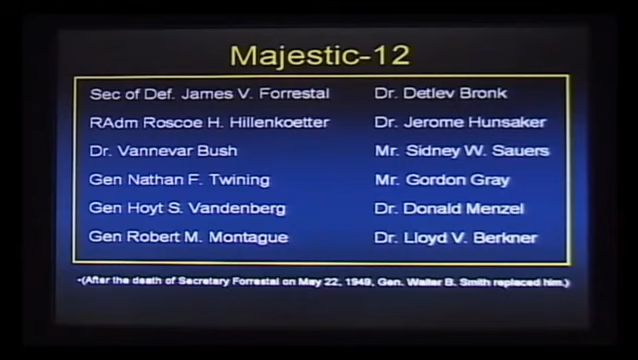 Majestic-12
Sec of Def. James V. Forrestal
RAdm Roscoe H. Hillenkoetter
Dr. Vannevar Bush
Gen Nathan F. Twining
Gen Hoyt S. Vandenberg
Gen Robert M. Montague
Dr. Detlev Bronk
Dr. Jerome Hunsaker
Mr. Sidney W. Sauers
Mr. Gordon Gray
Dr. Donald Menzel
Dr. Lloyd V. Berkner
-(After the death of Secretary Forrestal on May 22, 1949, Gen. Walter B. Smith replaced him.)